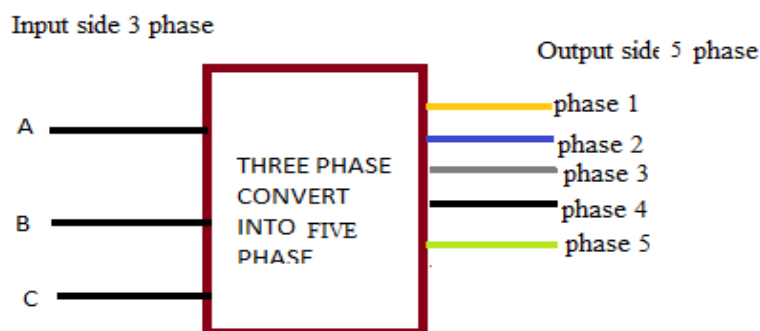 Input side 3 phase
Output side 5 phase
A
B
C
THREE PHASE
CONVERT
INTO FIVE
PHASE
phase 1
phase 2
phase 3
phase 4
phase 5